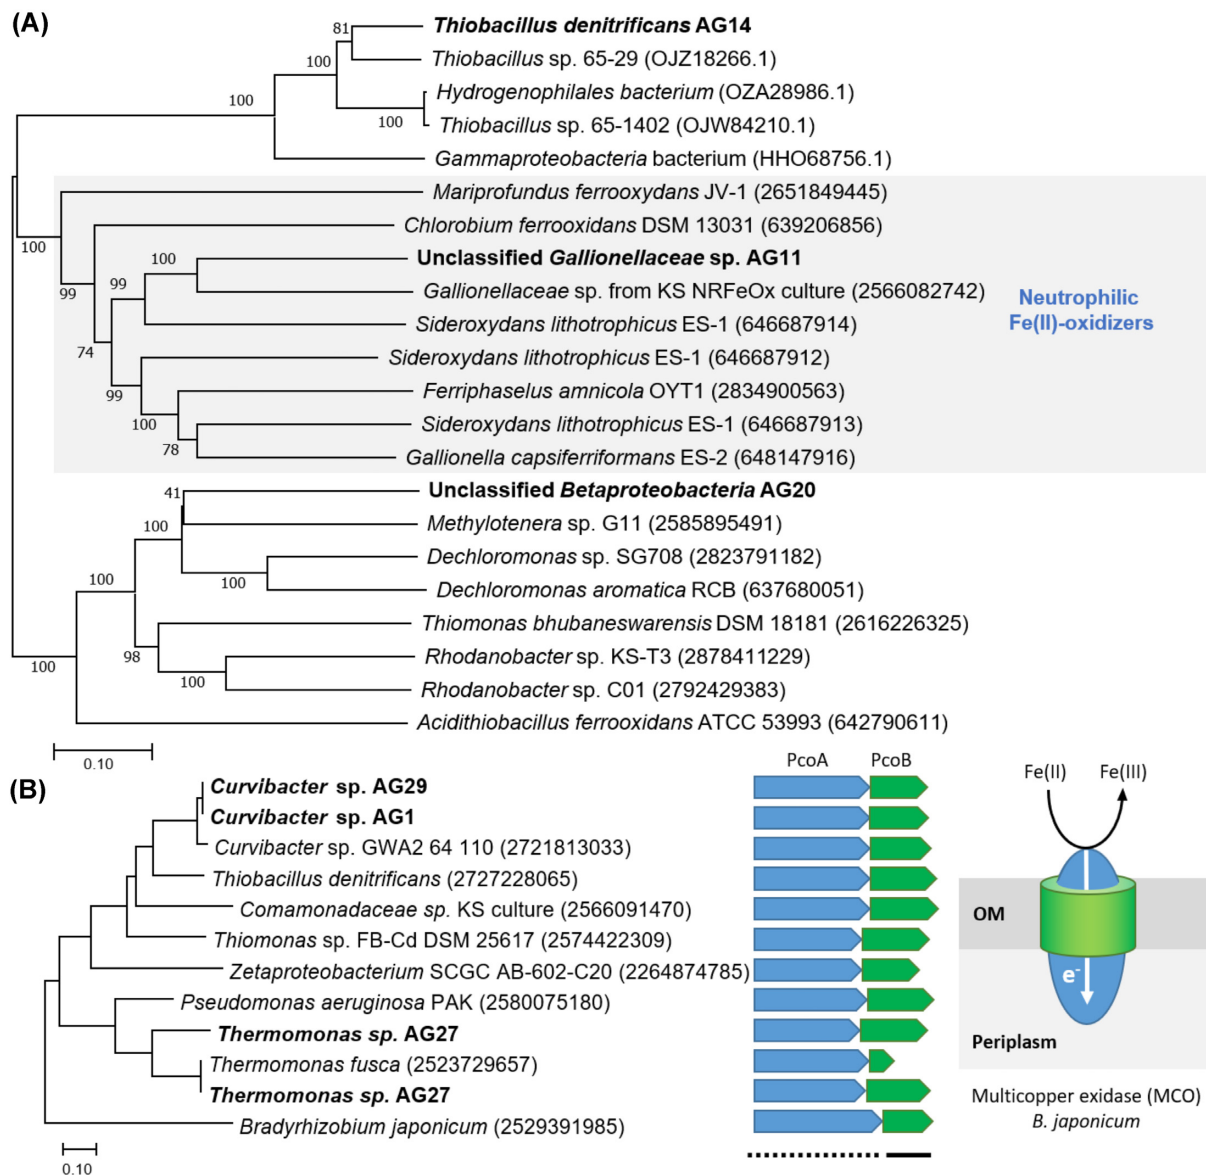 (A)
Thiobacillus denitrificans AG14
81
Thiobacillus sp. 65-29 (OJZ18266.1)
100
Hydrogenophilales bacterium (OZA28986.1)
100
100
Thiobacillus sp. 65-1402 (OJW84210.1)
Gammaproteobacteria bacterium (HHO68756.1)
Mariprofundus ferrooxydans JV-1 (2651849445)
Chlorobium ferrooxidans DSM 13031 (639206856)
100
Unclassified Gallionellaceae sp. AG11
100
99
99
Gallionellaceae sp. from KS NRFeOx culture (2566082742)
Neutrophilic
Fe(II)-oxidizers
Sideroxydans lithotrophicus ES-1 (646687914)
74
Sideroxydans lithotrophicus ES-1 (646687912)
99
Ferriphaselus amnicola OYT1 (2834900563)
100
Sideroxydans lithotrophicus ES-1 (646687913)
78
Gallionella capsiferriformans ES-2 (648147916)
41
Unclassified Betaproteobacteria AG20
100
Methylotenera sp. G11 (2585895491)
Dechloromonas sp. SG708 (2823791182)
100
100
Dechloromonas aromatica RCB (637680051)
Thiomonas bhubaneswarensis DSM 18181 (2616226325)
98
100
Rhodanobacter sp. KS-T3 (2878411229)
100
Rhodanobacter sp. C01 (2792429383)
Acidithiobacillus ferrooxidans ATCC 53993 (642790611)
0.10
(B)
PcoA
PcoB
Curvibacter sp. AG29
Curvibacter sp. AG1
Curvibacter sp. GWA2 64 110 (2721813033)
Thiobacillus denitrificans (2727228065)
Comamonadaceae sp. KS culture (2566091470)
Thiomonas sp. FB-Cd DSM 25617 (2574422309)
Zetaproteobacterium SCGC AB-602-C20 (2264874785)
Pseudomonas aeruginosa PAK (2580075180)
Thermomonas sp. AG27
Thermomonas fusca (2523729657)
Thermomonas sp. AG27
Bradyrhizobium japonicum (2529391985)
0.10
Fe(II)
Fe(III)
OM
e-
Periplasm
Multicopper exidase (MCO)
B. japonicum